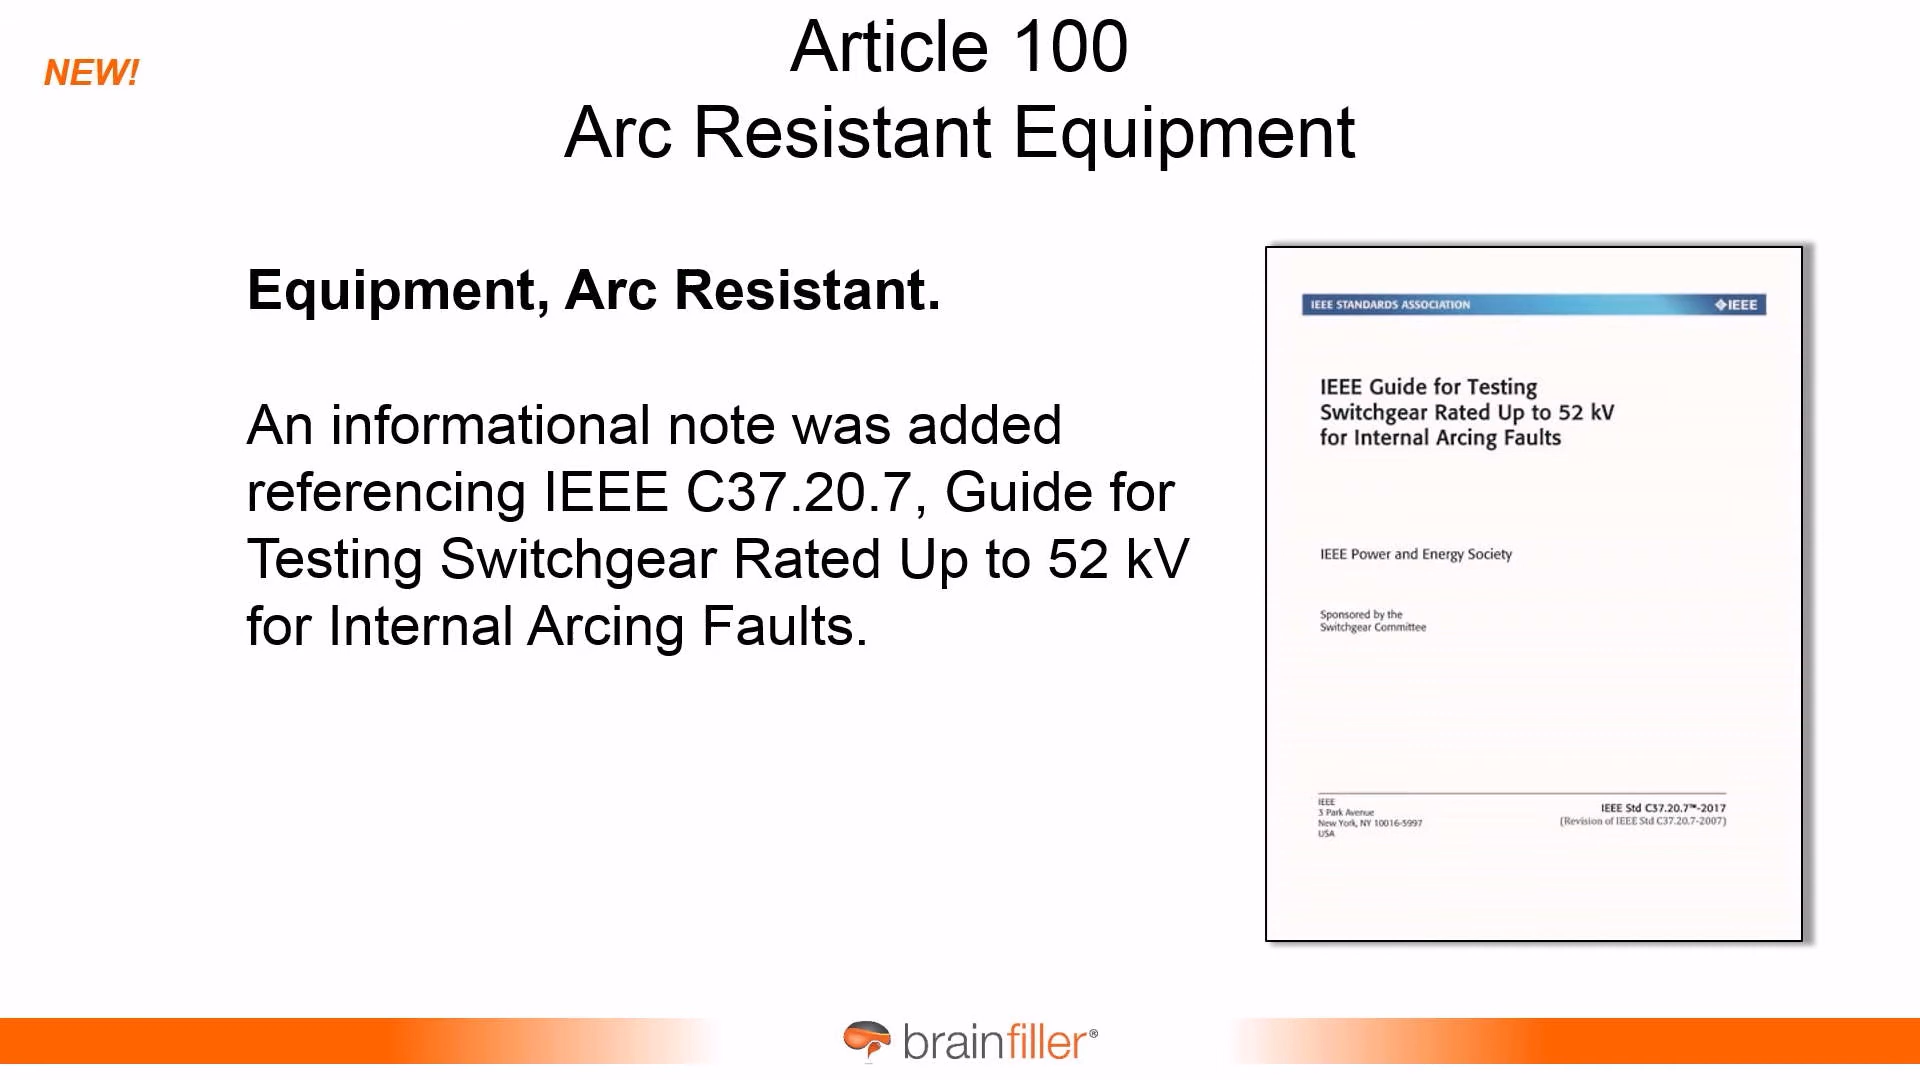 NEW!
Article 100
Arc Resistant Equipment
Equipment, Arc Resistant.
An informational note was added
referencing IEEE C37.20.7, Guide for
Testing Switchgear Rated Up to 52 kV
for Internal Arcing Faults.
IEEE STANDARDS ASSOCIATION
IEEE
IEEE Guide for Testing
Switchgear Rated Up to 52 kV
for Internal Arcing Faults
IEEE Power and Energy Society
Sponsored by the
Switchgear Committee
IEEE
3 Park Avenue
New York, NY 10016-5997
USA
IEEE Std C37.20.7™-2017
(Revision of IEEE Std C37.20.7-2007)
brainfiller®